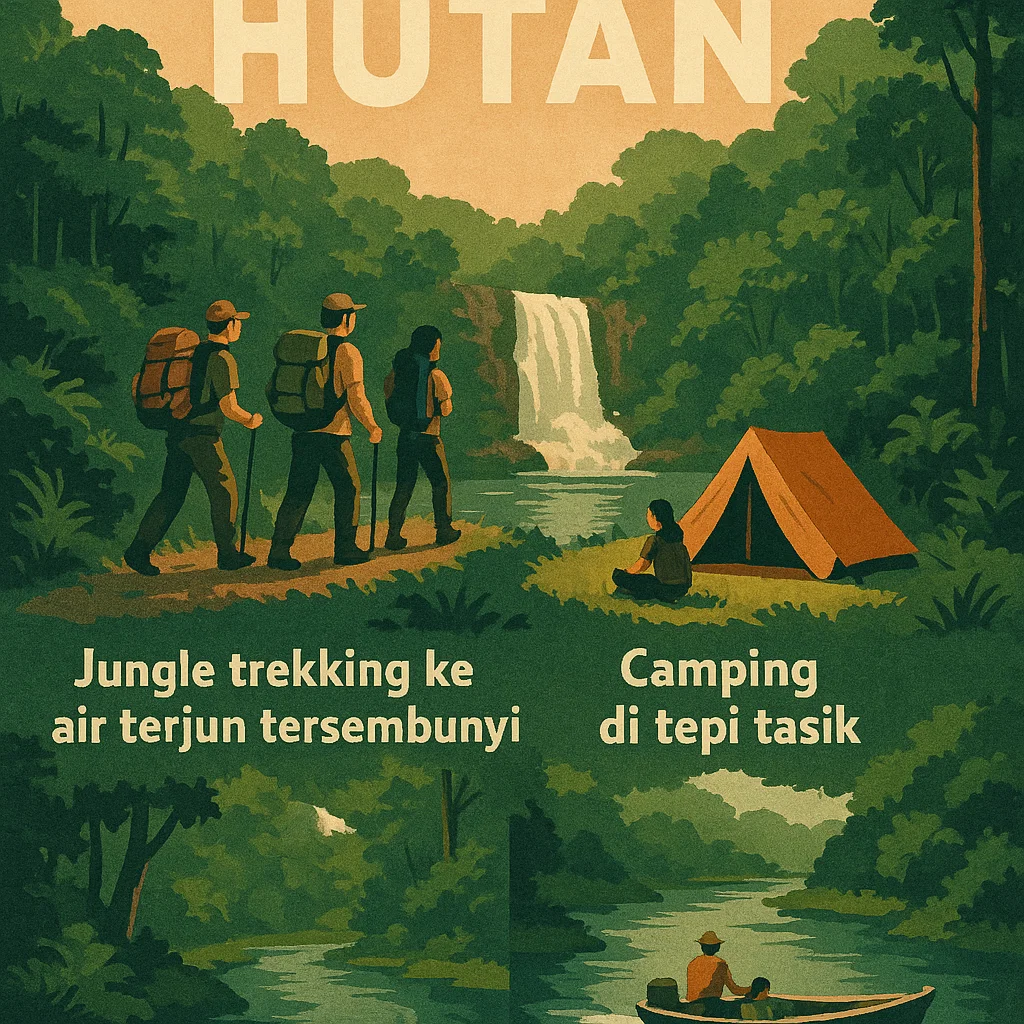 HUTAN
Jungle trekking ke
air terjun tersembunyi
Camping
di tepi tasik